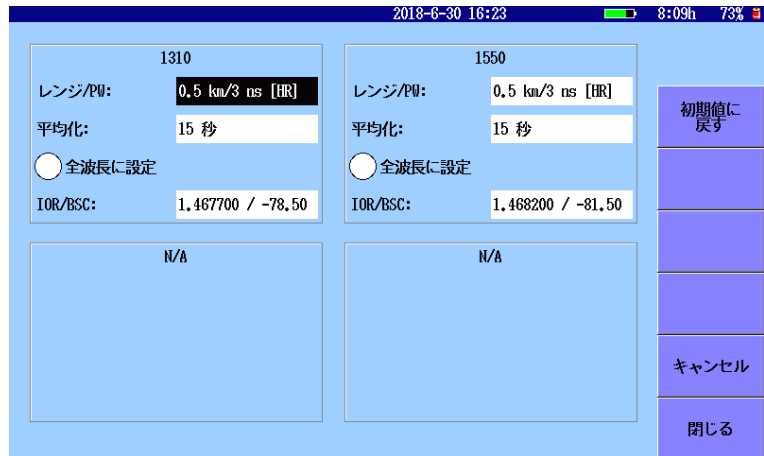 2018-6-30 16:23 8:09h 73%
1310
レンジ/PW: 0.5 km/3 ns [HR]
平均化: 15 秒
全波長に設定
IOR/BSC: 1.467700 / -78.50
1550
レンジ/PW: 0.5 km/3 ns [HR]
平均化: 15 秒
全波長に設定
IOR/BSC: 1.468200 / -81.50
N/A
N/A
初期値に
戻す
キャンセル
閉じる